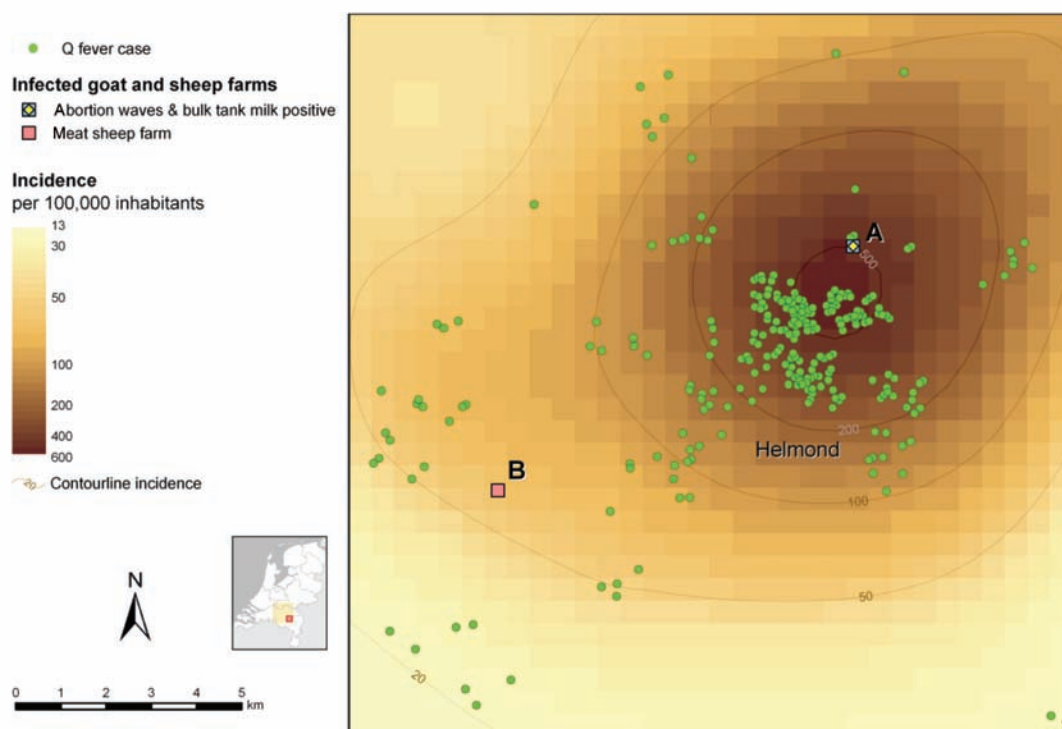 Q fever case
Infected goat and sheep farms
Abortion waves & bulk tank milk positive
Meat sheep farm
Incidence
per 100,000 inhabitants
13
30
50
100
200
400
600
20
Contourline incidence
N
0 1 2 3 4 5
km
A
500
200
Helmond
B
100
50
20